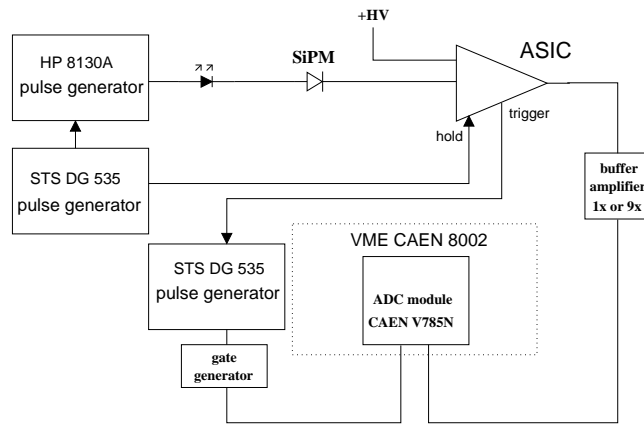 +HV
ASIC
HP 8130A
pulse generator
SiPM
hold
trigger
STS DG 535
pulse generator
buffer
amplifier
1x or 9x
VME CAEN 8002
STS DG 535
pulse generator
ADC module
CAEN V785N
gate
generator